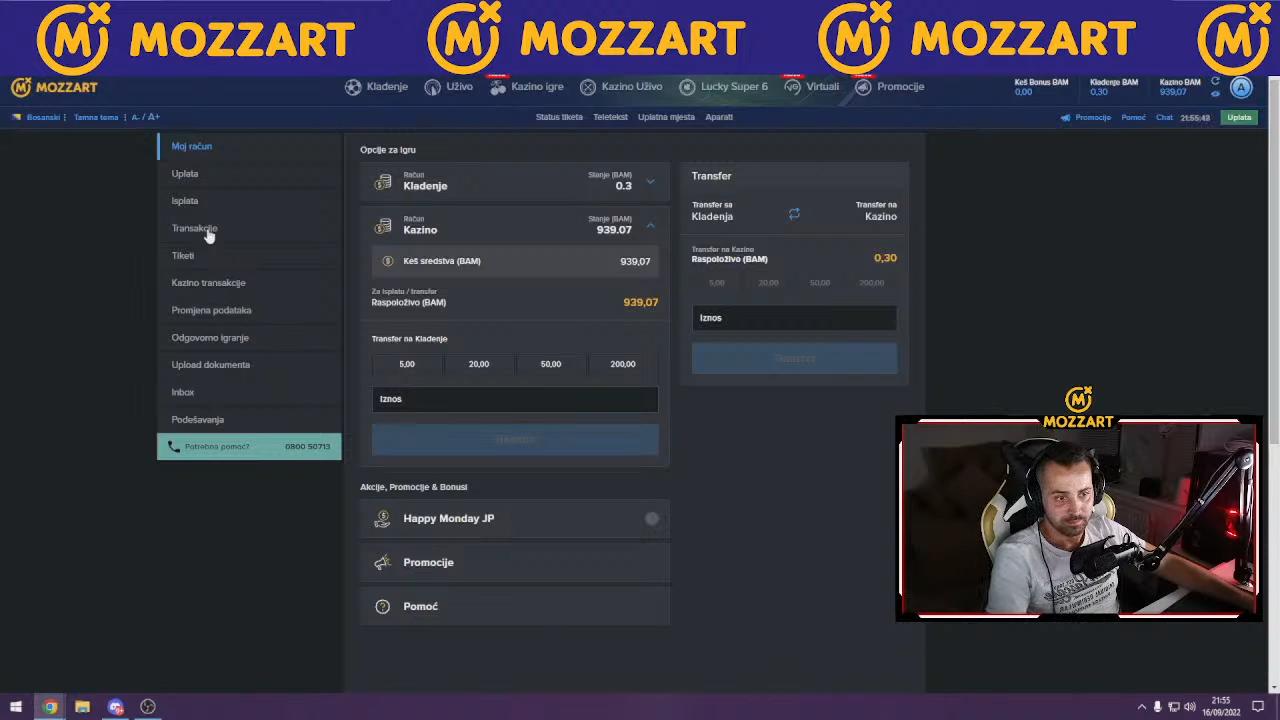 MOZZART MOZZART MOZZART
MOZZART
Klađenje
Uživo
Kazino igre
Kazino Uživo
Lucky Super 6
Virtuali
Promocije
Keš Bonus BAM
0,00
Klađenje BAM
0,30
Kazino BAM
939,07
A
Bosanski
Tamna tema
A- / A+
Status tiketa
Teletekst
Uplatna mjesta
Aparati
Promocije
Pomoć
Chat
21:55:43
Uplata
Moj račun
Uplata
Isplata
Transakcije
Tiketi
Kazino transakcije
Promjena podataka
Odgovorno igranje
Upload dokumenta
Inbox
Podešavanja
Potrebna pomoć?
0800 50713
Opcije za igru
Račun
Klađenje
Stanje (BAM)
0.3
Račun
Kazino
Stanje (BAM)
939.07
Keš sredstva (BAM)
939,07
Za isplatu / transfer
Raspoloživo (BAM)
939,07
Transfer na Klađenje
5,00
20,00
50,00
200,00
Iznos
Akcije, Promocije & Bonusi
Happy Monday JP
Promocije
Pomoć
Transfer
Transfer sa
Klađenja
Transfer na
Kazino
Transfer na Kazino
Raspoloživo (BAM)
0,30
5,00
20,00
50,00
200,00
Iznos
Transfer
MOZZART
21:55
16/09/2022